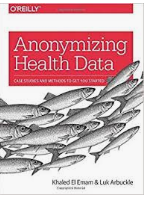 O'REILLY
Anonymizing
Health Data
CASE STUDIES AND METHODS TO GET YOU STARTED
Khaled El Emam & Luk Arbuckle